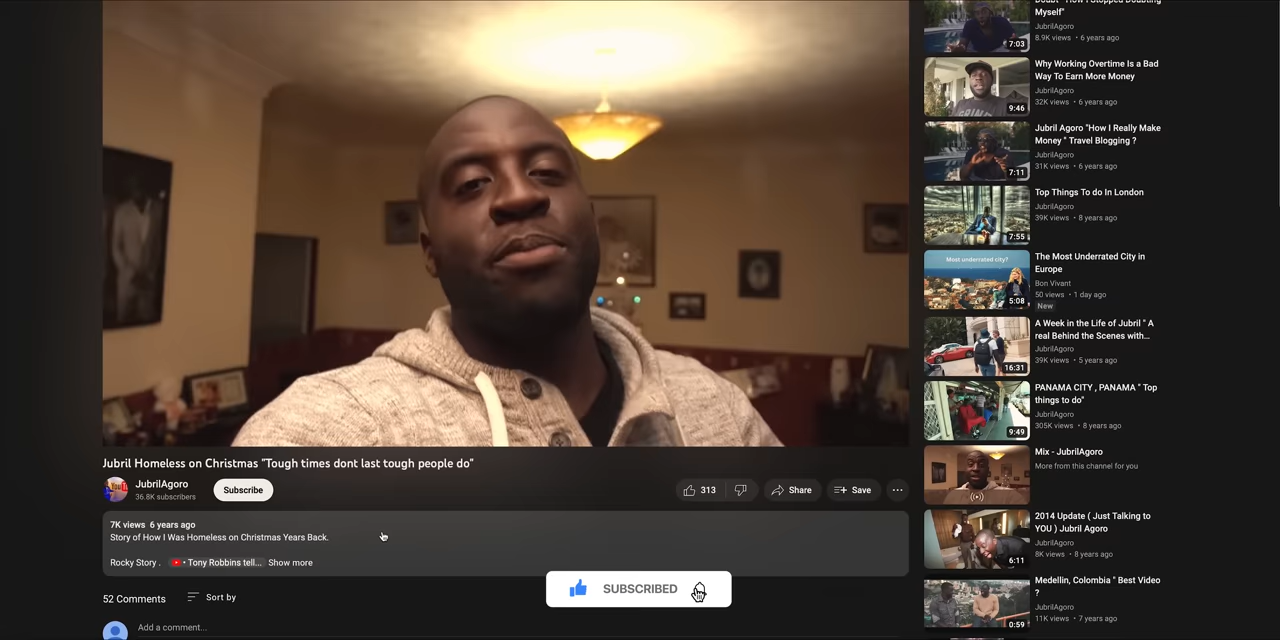 Jubril Homeless on Christmas "Tough times dont last tough people do"
JubrilAgoro
36.8K subscribers
Subscribe
313
Share
Save
7K views 6 years ago
Story of How I Was Homeless on Christmas Years Back.
Rocky Story .
• Tony Robbins tell...
Show more
SUBSCRIBED
52 Comments
Sort by
Add a comment...
Myself"
JubrilAgoro
8.9K views • 6 years ago
7:03
Why Working Overtime Is a Bad
Way To Earn More Money
JubrilAgoro
32K views • 6 years ago
9:46
Jubril Agoro "How I Really Make
Money " Travel Blogging ?
JubrilAgoro
31K views • 6 years ago
7:11
Top Things To do In London
JubrilAgoro
39K views • 8 years ago
7:55
Most underrated city?
The Most Underrated City in
Europe
Bon Vivant
50 views • 1 day ago
New
5:08
A Week in the Life of Jubril " A
real Behind the Scenes with...
JubrilAgoro
39K views • 5 years ago
16:31
PANAMA CITY , PANAMA " Top
things to do"
JubrilAgoro
305K views • 8 years ago
9:49
Mix - JubrilAgoro
More from this channel for you
2014 Update ( Just Talking to
YOU ) Jubril Agoro
JubrilAgoro
8K views • 8 years ago
6:11
Medellin, Colombia " Best Video
?
JubrilAgoro
11K views • 7 years ago
0:59